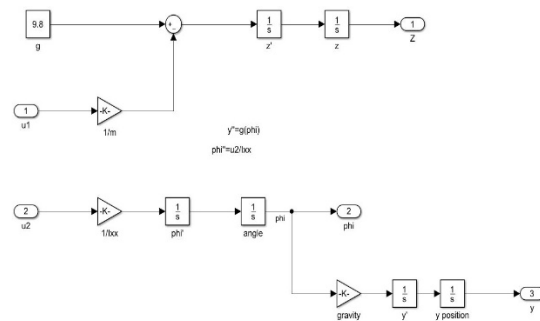 9.8
g
+
-
1
s
z'
1
s
z
1
Z
1
u1
-K-
1/m
y"=g(phi)
phi"=u2/Ixx
2
u2
-K-
1/Ixx
1
s
phi'
1
s
angle
phi
2
phi
-K-
gravity
1
s
y'
1
s
y position
3
y